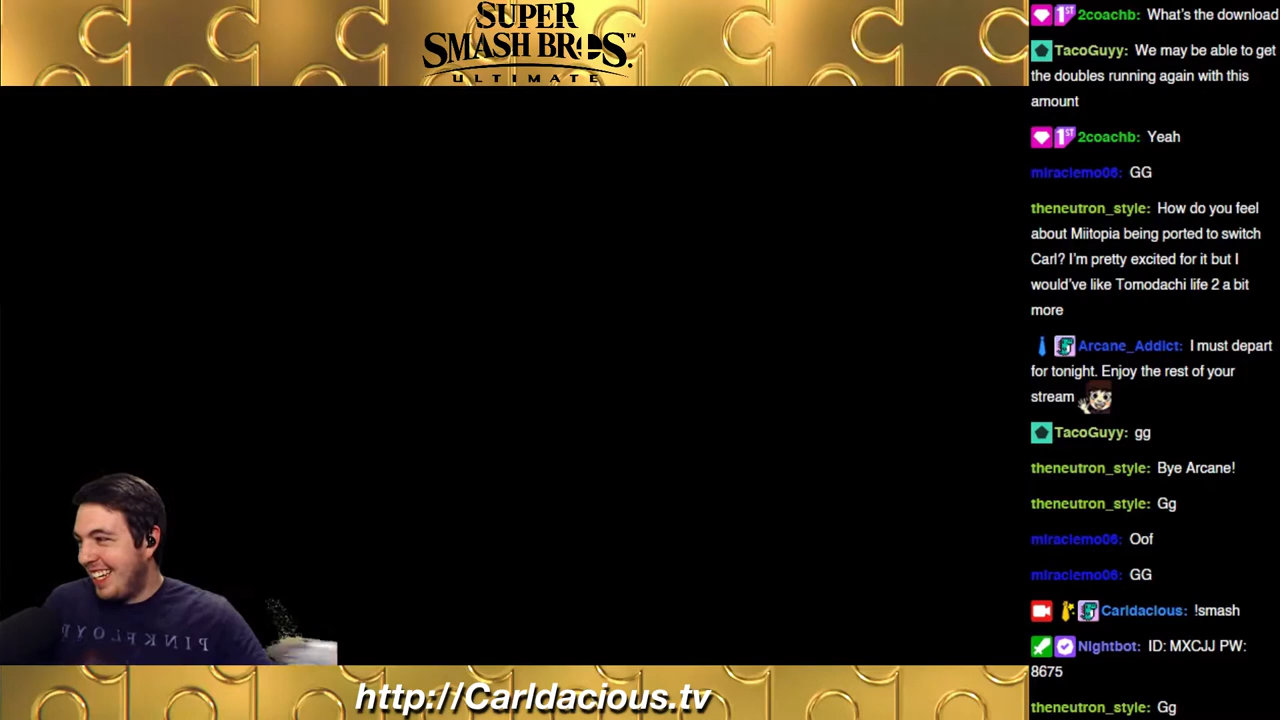 SUPER
SMASH BROS.™
ULTIMATE
2coachb: What's the download
TacoGuyy: We may be able to get
the doubles running again with this
amount
2coachb: Yeah
miraclemo06: GG
theneutron_style: How do you feel
about Miitopia being ported to switch
Carl? I'm pretty excited for it but I
would've like Tomodachi life 2 a bit
more
Arcane_Addict: I must depart
for tonight. Enjoy the rest of your
stream
TacoGuyy: gg
theneutron_style: Bye Arcane!
theneutron_style: Gg
miraclemo06: Oof
miraclemo06: GG
Carldacious: !smash
Nightbot: ID: MXCJJ PW:
8675
theneutron_style: Gg
PINK FLOYD
http://Carldacious.tv